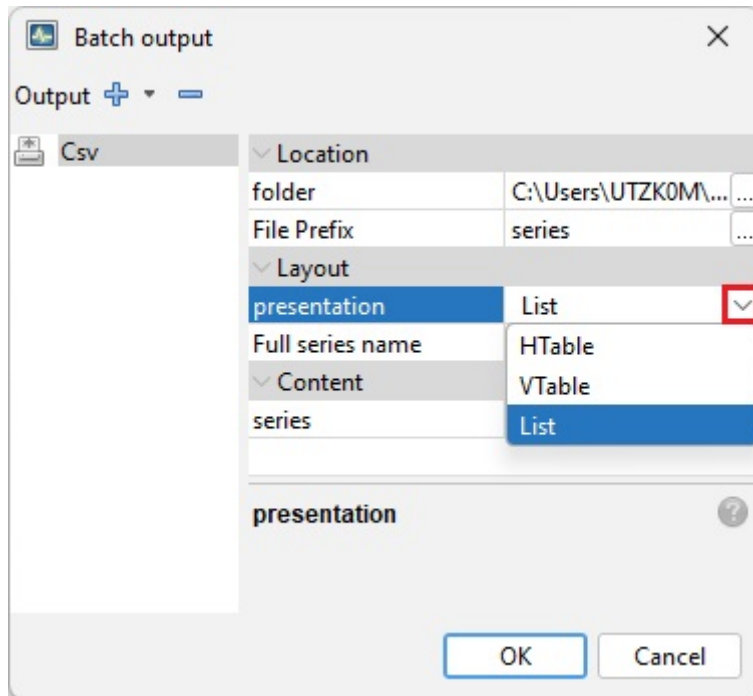 Batch output
Output
Csv
Location
folder C:\Users\UTZK0M\... ...
File Prefix series ...
Layout
presentation List
Full series name
HTable
Content
VTable
series
List
presentation
OK Cancel